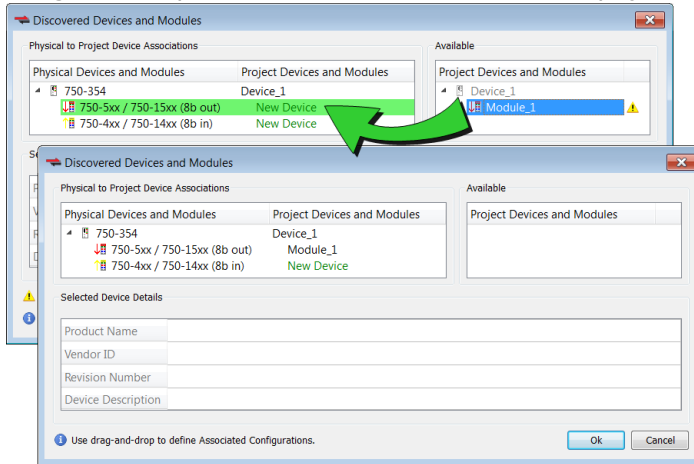 Discovered Devices and Modules
Physical to Project Device Associations
Available
Physical Devices and Modules Project Devices and Modules
Project Devices and Modules
750-354 Device_1
Device_1
750-5xx / 750-15xx (8b out) New Device
Module_1
750-4xx / 750-14xx (8b in) New Device
Discovered Devices and Modules
Physical to Project Device Associations
Available
Physical Devices and Modules Project Devices and Modules
Project Devices and Modules
750-354 Device_1
750-5xx / 750-15xx (8b out) Module_1
750-4xx / 750-14xx (8b in) New Device
Selected Device Details
Product Name
Vendor ID
Revision Number
Device Description
Use drag-and-drop to define Associated Configurations.
Ok Cancel